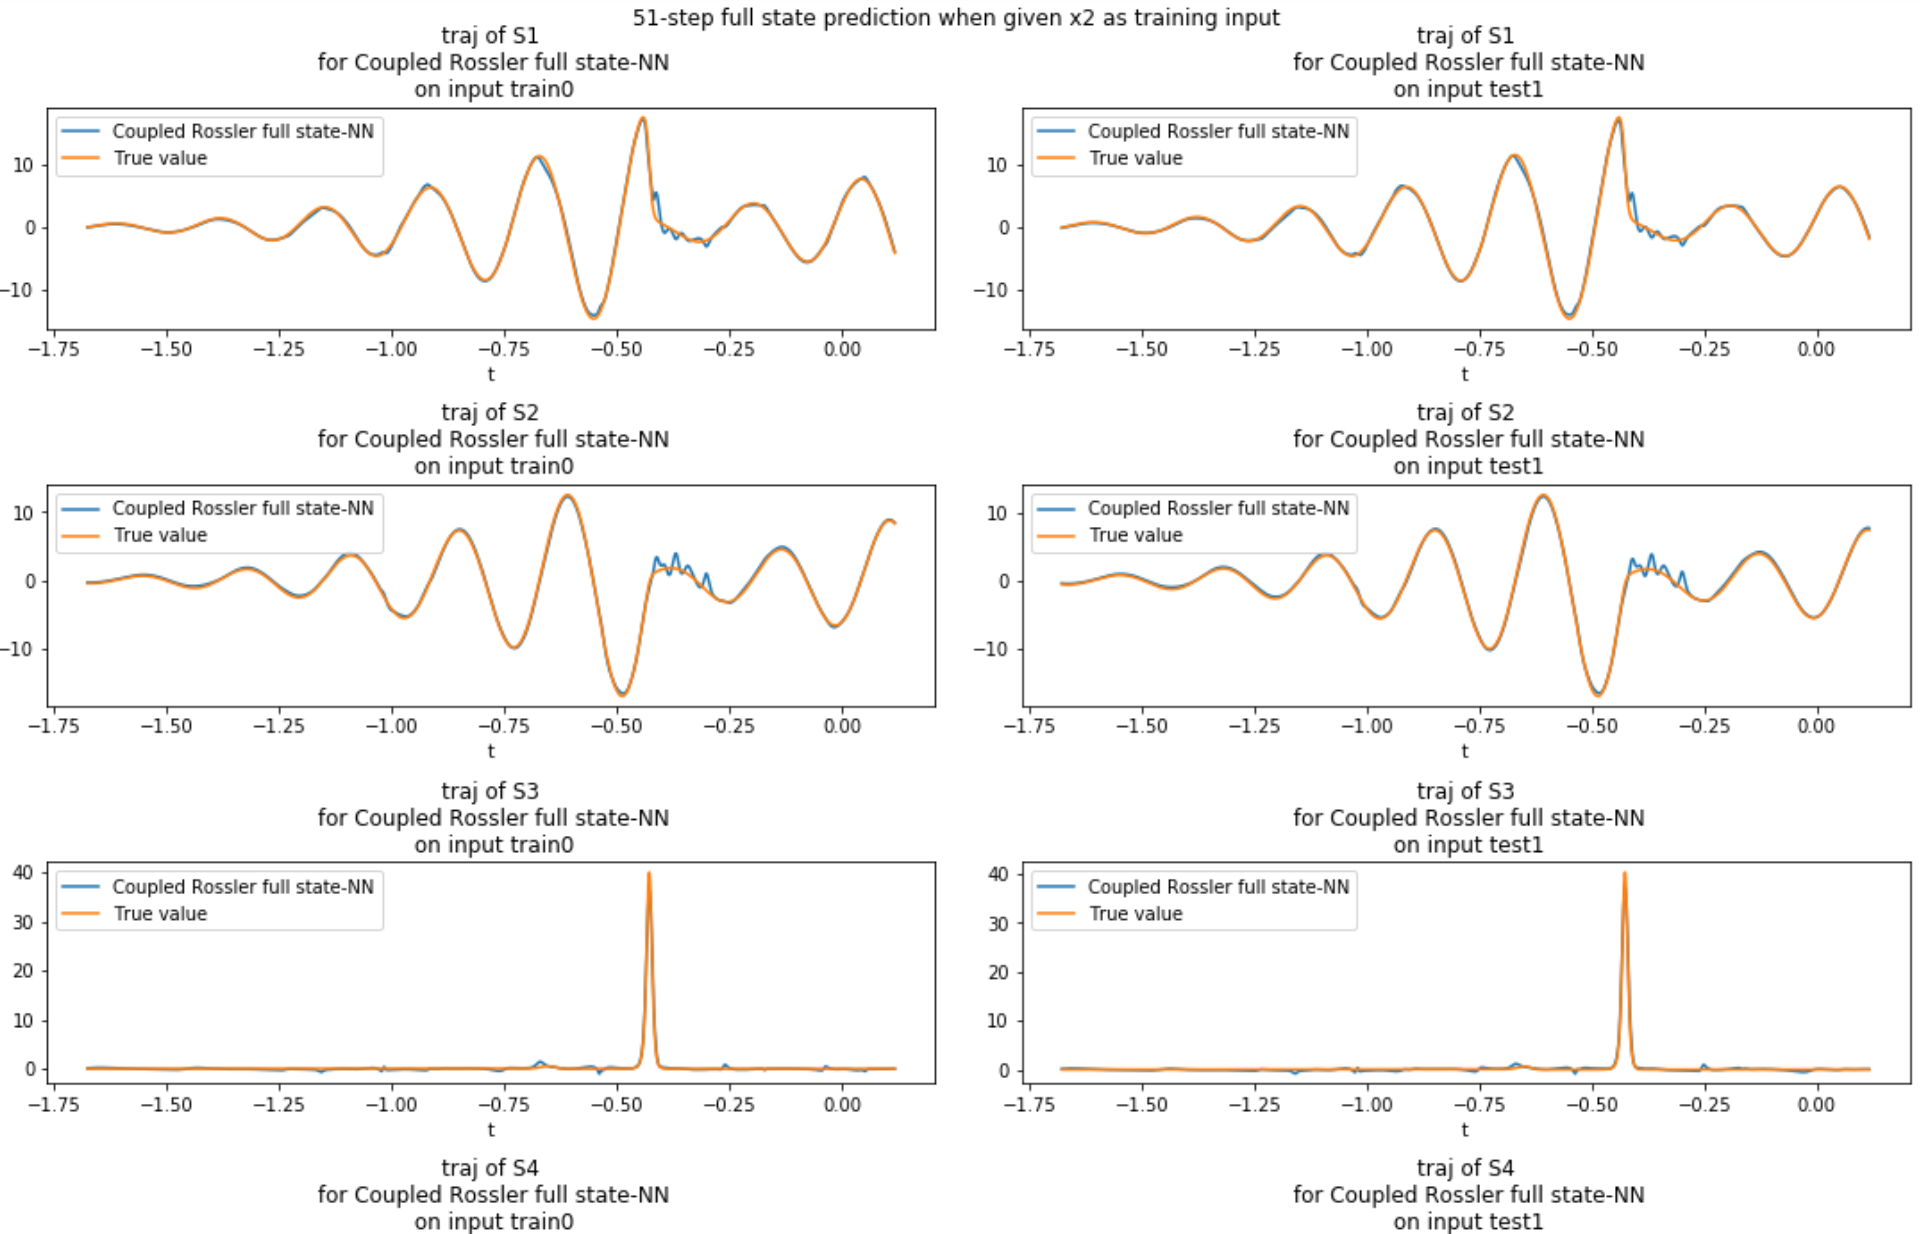 51-step full state prediction when given x2 as training input
traj of S1
for Coupled Rossler full state-NN
on input train0
Coupled Rossler full state-NN
True value
10
0
−10
−1.75 −1.50 −1.25 −1.00 −0.75 −0.50 −0.25 0.00
t
traj of S1
for Coupled Rossler full state-NN
on input test1
Coupled Rossler full state-NN
True value
10
0
−10
−1.75 −1.50 −1.25 −1.00 −0.75 −0.50 −0.25 0.00
t
traj of S2
for Coupled Rossler full state-NN
on input train0
Coupled Rossler full state-NN
True value
10
0
−10
−1.75 −1.50 −1.25 −1.00 −0.75 −0.50 −0.25 0.00
t
traj of S2
for Coupled Rossler full state-NN
on input test1
Coupled Rossler full state-NN
True value
10
0
−10
−1.75 −1.50 −1.25 −1.00 −0.75 −0.50 −0.25 0.00
t
traj of S3
for Coupled Rossler full state-NN
on input train0
Coupled Rossler full state-NN
True value
40
30
20
10
0
−1.75 −1.50 −1.25 −1.00 −0.75 −0.50 −0.25 0.00
t
traj of S3
for Coupled Rossler full state-NN
on input test1
Coupled Rossler full state-NN
True value
40
30
20
10
0
−1.75 −1.50 −1.25 −1.00 −0.75 −0.50 −0.25 0.00
t
traj of S4
for Coupled Rossler full state-NN
on input train0
traj of S4
for Coupled Rossler full state-NN
on input test1